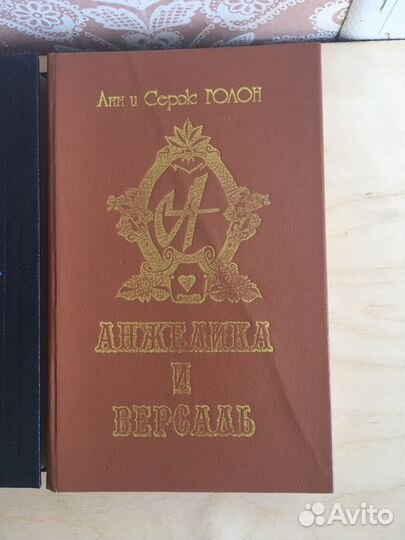 Анн и Серж ГОЛОН
А
АНЖЕЛИКА
И
ВЕРСАЛЬ
Avito